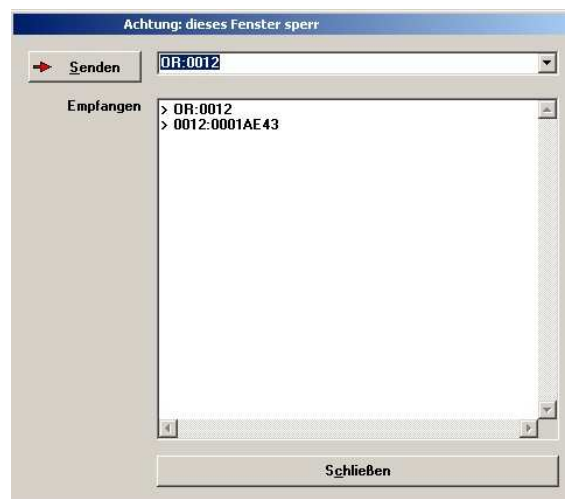 Achtung: dieses Fenster sperr
Senden
OR:0012
Empfangen
> OR:0012
> 0012:0001AE43
Schließen